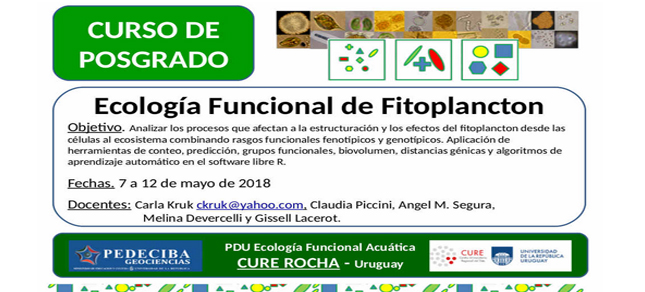 CURSO DE
POSGRADO
Ecología Funcional de Fitoplancton
Objetivo. Analizar los procesos que afectan a la estructuración y los efectos del fitoplancton desde las
células al ecosistema combinando rasgos funcionales fenotípicos y genotípicos. Aplicación de
herramientas de conteo, predicción, grupos funcionales, biovolumen, distancias génicas y algoritmos de
aprendizaje automático en el software libre R.
Fechas. 7 a 12 de mayo de 2018
Docentes: Carla Kruk ckruk@yahoo.com, Claudia Piccini, Angel M. Segura,
Melina Devercelli y Gissell Lacerot.
PEDECIBA
GEOCIENCIAS
PDU Ecología Funcional Acuática
CURE ROCHA - Uruguay
CURE
UNIVERSIDAD
DE LA REPÚBLICA
URUGUAY